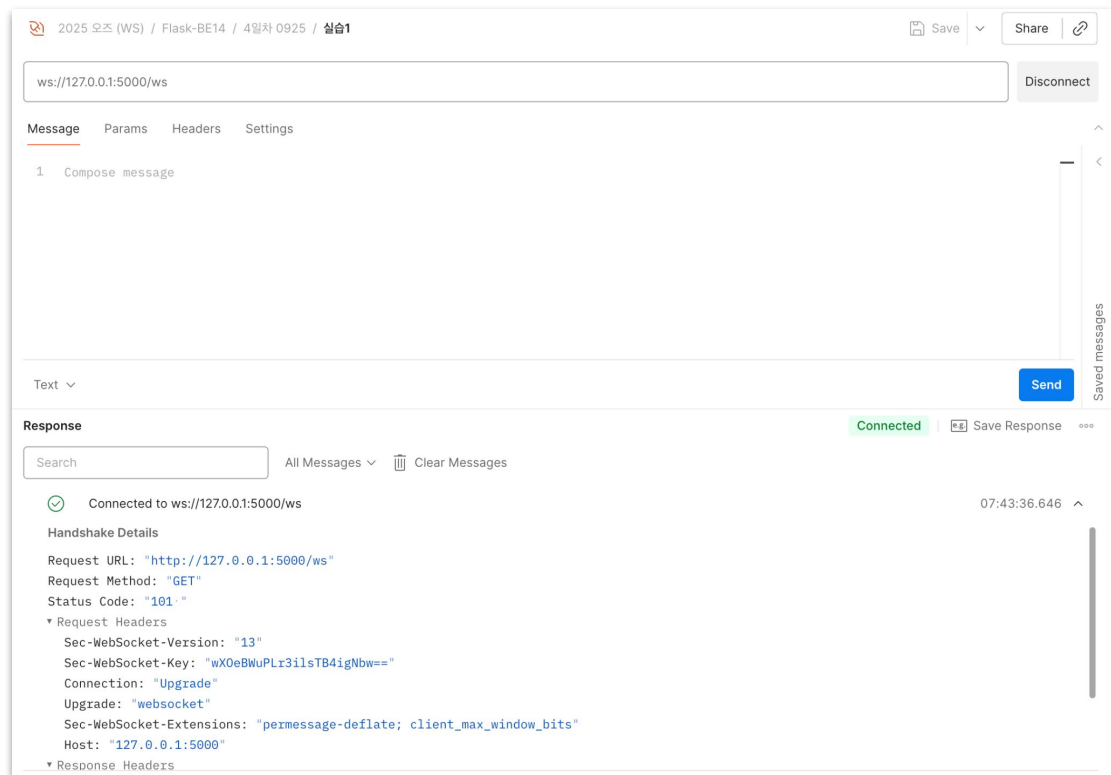 2025 오즈 (WS) / Flask-BE14 / 4일차 0925 / 실습1 Save Share
ws://127.0.0.1:5000/ws Disconnect
Message Params Headers Settings
1 Compose message
Saved messages
Text Send
Response Connected e.g. Save Response
Search All Messages Clear Messages
Connected to ws://127.0.0.1:5000/ws 07:43:36.646
Handshake Details
Request URL: "http://127.0.0.1:5000/ws"
Request Method: "GET"
Status Code: "101 "
Request Headers
Sec-WebSocket-Version: "13"
Sec-WebSocket-Key: "wXOeBWuPLr3ilsTB4igNbw=="
Connection: "Upgrade"
Upgrade: "websocket"
Sec-WebSocket-Extensions: "permessage-deflate; client_max_window_bits"
Host: "127.0.0.1:5000"
Response Headers